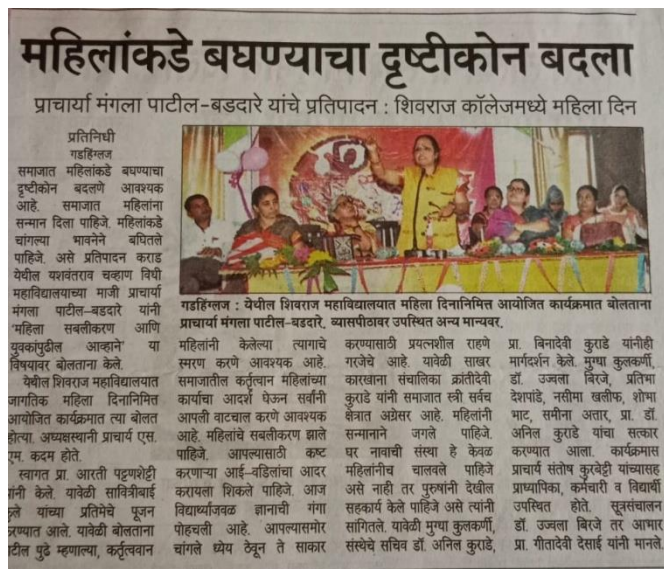 महिलांकडे बघण्याचा दृष्टीकोन बदला
प्राचार्या मंगला पाटील-बडदारे यांचे प्रतिपादन : शिवराज कॉलेजमध्ये महिला दिन
प्रतिनिधी
गडहिंग्लज
समाजात महिलांकडे बघण्याचा
दृष्टीकोन बदलणे आवश्यक
आहे. समाजात महिलांना
सन्मान दिला पाहिजे. महिलांकडे
चांगल्या भावनेने बघितले
पाहिजे. असे प्रतिपादन कराड
येथील यशवंतराव चव्हाण विधी
महाविद्यालयाच्या माजी प्राचार्या
मंगला पाटील-बडदारे यांनी
'महिला सबलीकरण आणि
युवकांपुढील आव्हाने' या
विषयावर बोलताना केले.
येथील शिवराज महाविद्यालयात
जागतिक महिला दिनानिमित्त
आयोजित कार्यक्रमात त्या बोलत
होत्या. अध्यक्षस्थानी प्राचार्य एस.
एम. कदम होते.
स्वागत प्रा. आरती पट्टणशेट्टी
यांनी केले. यावेळी सावित्रीबाई
फुले यांच्या प्रतिमेचे पूजन
करण्यात आले. यावेळी बोलताना
पाटील पुढे म्हणाल्या, कर्तृत्ववान
गडहिंग्लज : येथील शिवराज महाविद्यालयात महिला दिनानिमित्त आयोजित कार्यक्रमात बोलताना
प्राचार्या मंगला पाटील-बडदारे. व्यासपीठावर उपस्थित अन्य मान्यवर.
महिलांनी केलेल्या त्यागाचे
स्मरण करणे आवश्यक आहे.
समाजातील कर्तृत्वान महिलांच्या
कार्याचा आदर्श घेऊन सर्वांनी
आपली वाटचाल करणे आवश्यक
आहे. महिलांचे सबलीकरण झाले
पाहिजे. आपल्यासाठी कष्ट
करणाऱ्या आई-वडिलांचा आदर
करायला शिकले पाहिजे. आज
विद्यार्थ्यांजवळ ज्ञानाची गंगा
पोहचली आहे. आपल्यासमोर
चांगले ध्येय ठेवून ते साकार
करण्यासाठी प्रयत्नशील राहणे
गरजेचे आहे. यावेळी साखर
कारखाना संचालिका क्रांतीदेवी
कुराडे यांनी समाजात स्त्री सर्वच
क्षेत्रात अग्रेसर आहे. महिलांनी
सन्मानाने जगले पाहिजे.
घर नावाची संस्था हे केवळ
महिलांनीच चालवले पाहिजे
असे नाही तर पुरुषांनी देखील
सहकार्य केले पाहिजे असे त्यांनी
सांगितले. यावेळी मुग्धा कुलकर्णी,
संस्थेचे सचिव डॉ. अनिल कुराडे,
प्रा. बिनादेवी कुराडे यांनीही
मार्गदर्शन केले. मुग्धा कुलकर्णी,
डॉ. उज्वला बिरजे, प्रतिभा
देशपांडे, नसीमा खलीफ, शोभा
भाट, समीना अत्तार, प्रा. डॉ.
अनिल कुराडे यांचा सत्कार
करण्यात आला. कार्यक्रमास
प्राचार्य संतोष कुरबेट्टी यांच्यासह
प्राध्यापिका, कर्मचारी व विद्यार्थी
उपस्थित होते. सूत्रसंचालन
डॉ. उज्वला बिरजे तर आभार
प्रा. गीतादेवी देसाई यांनी मानले.